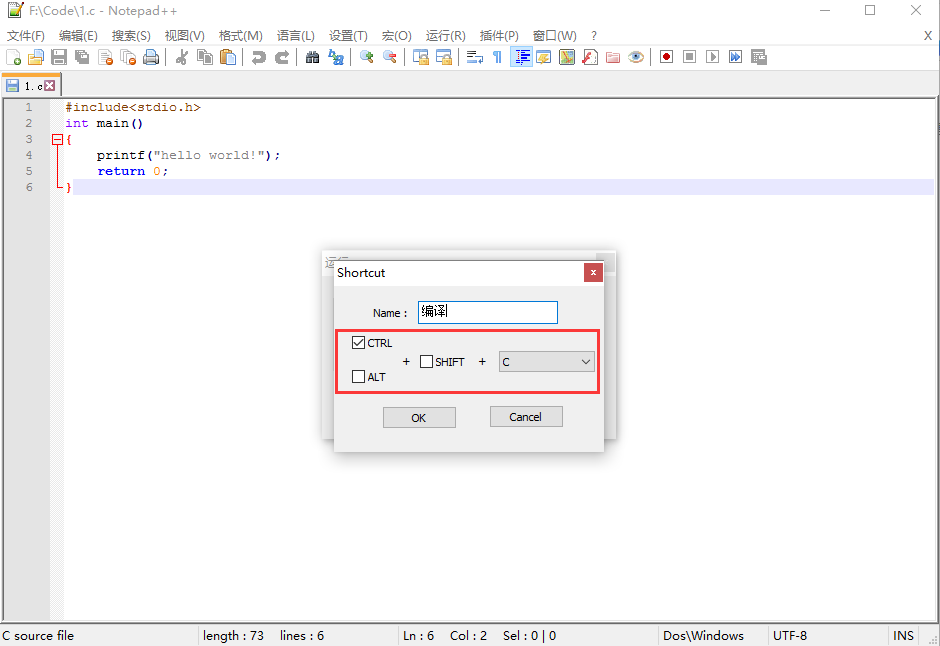 F:\Code\1.c - Notepad++
文件(F) 编辑(E) 搜索(S) 视图(V) 格式(M) 语言(L) 设置(T) 宏(O) 运行(R) 插件(P) 窗口(W) ? X
1. c
1 #include<stdio.h>
2 int main()
3 {
4 printf("hello world!");
5 return 0;
6 }
运行
Shortcut x
Name : 编译
CTRL
+ SHIFT + C
ALT
OK Cancel
C source file length : 73 lines : 6 Ln : 6 Col : 2 Sel : 0 | 0 Dos\Windows UTF-8 INS